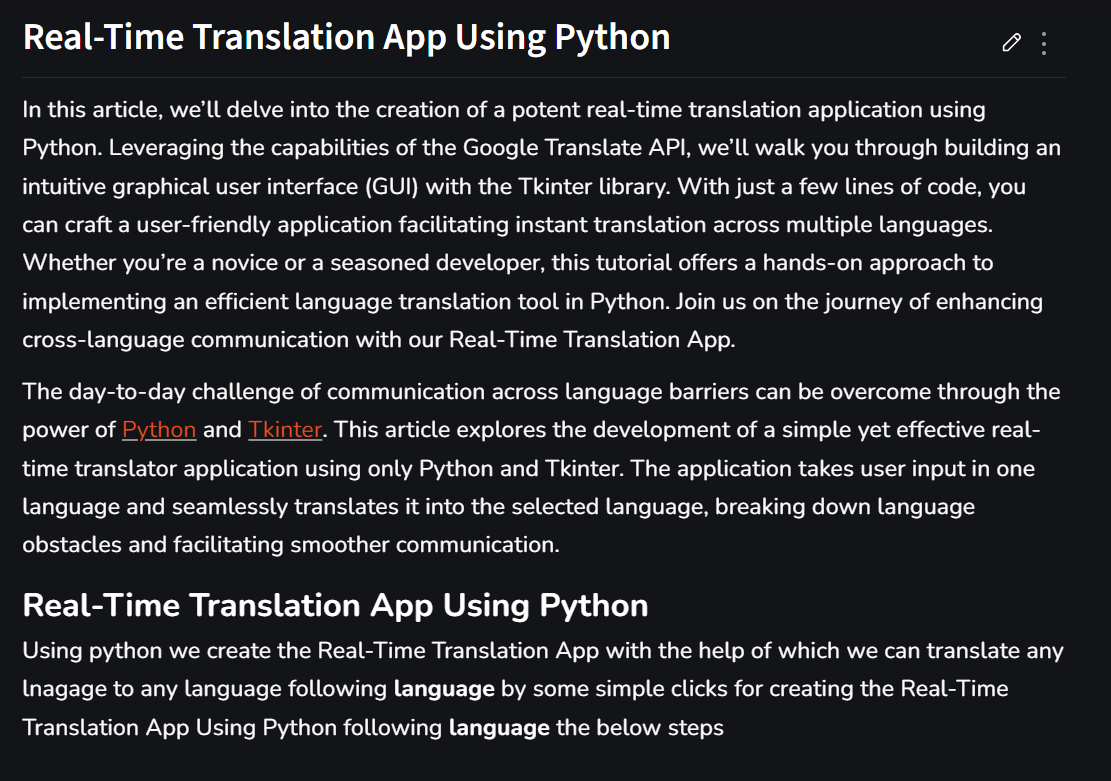 Real-Time Translation App Using Python
In this article, we’ll delve into the creation of a potent real-time translation application using
Python. Leveraging the capabilities of the Google Translate API, we’ll walk you through building an
intuitive graphical user interface (GUI) with the Tkinter library. With just a few lines of code, you
can craft a user-friendly application facilitating instant translation across multiple languages.
Whether you’re a novice or a seasoned developer, this tutorial offers a hands-on approach to
implementing an efficient language translation tool in Python. Join us on the journey of enhancing
cross-language communication with our Real-Time Translation App.
The day-to-day challenge of communication across language barriers can be overcome through the
power of Python and Tkinter. This article explores the development of a simple yet effective real-
time translator application using only Python and Tkinter. The application takes user input in one
language and seamlessly translates it into the selected language, breaking down language
obstacles and facilitating smoother communication.
Real-Time Translation App Using Python
Using python we create the Real-Time Translation App with the help of which we can translate any
lnagage to any language following language by some simple clicks for creating the Real-Time
Translation App Using Python following language the below steps